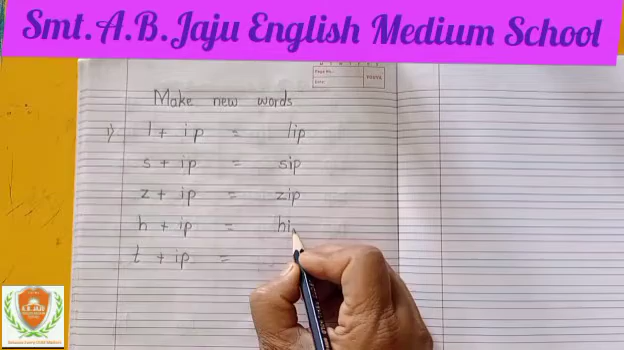 Smt.A.B.Jaju English Medium School
Make new words
1) l + ip = lip
s + ip = sip
z + ip = zip
h + ip = hi
t + ip =